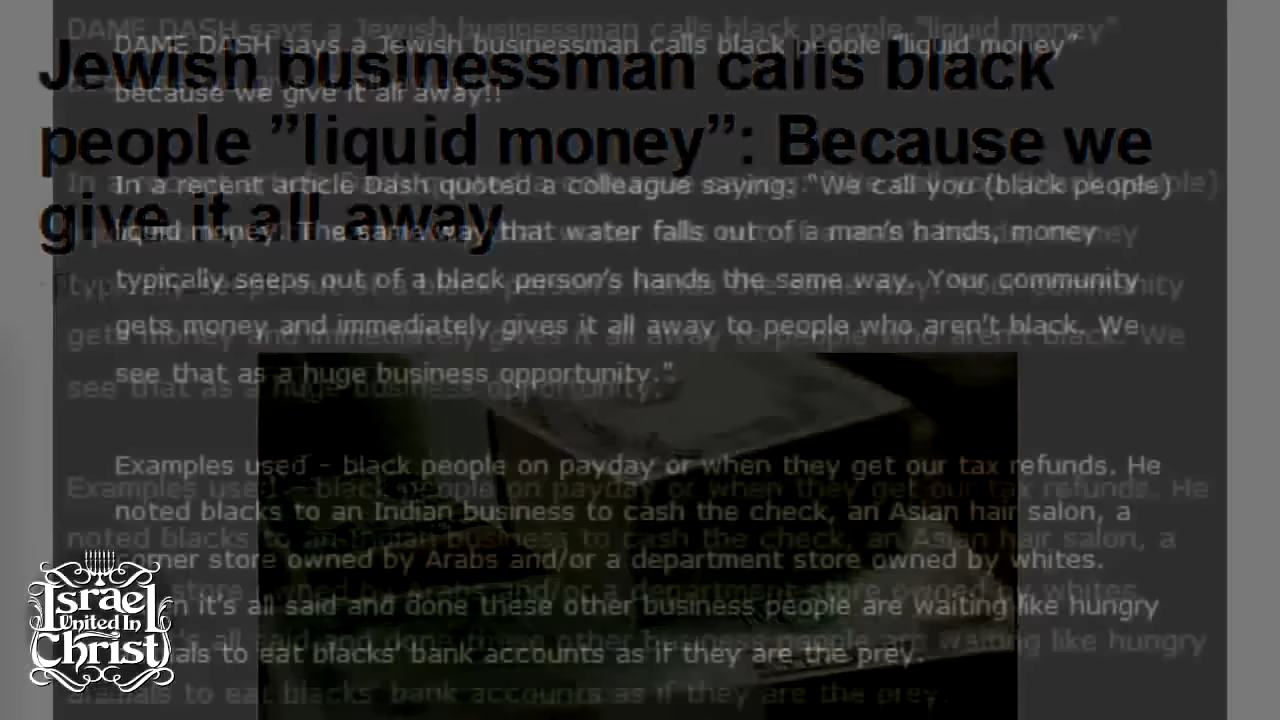 Jewish businessman calls black
people ”liquid money”: Because we
give it all away
DAME DASH says a Jewish businessman calls black people “liquid money”
because we give it all away!!
In a recent article Dash quoted a colleague saying: “We call you (black people)
liquid money. The same way that water falls out of a man’s hands, money
typically seeps out of a black person’s hands the same way. Your community
gets money and immediately gives it all away to people who aren’t black. We
see that as a huge business opportunity.”
Examples used – black people on payday or when they get our tax refunds. He
noted blacks to an Indian business to cash the check, an Asian hair salon, a
corner store owned by Arabs and/or a department store owned by whites.
it’s all said and done these other business people are waiting like hungry
to eat blacks’ bank accounts as if they are the prey.
Israel
United In
Christ